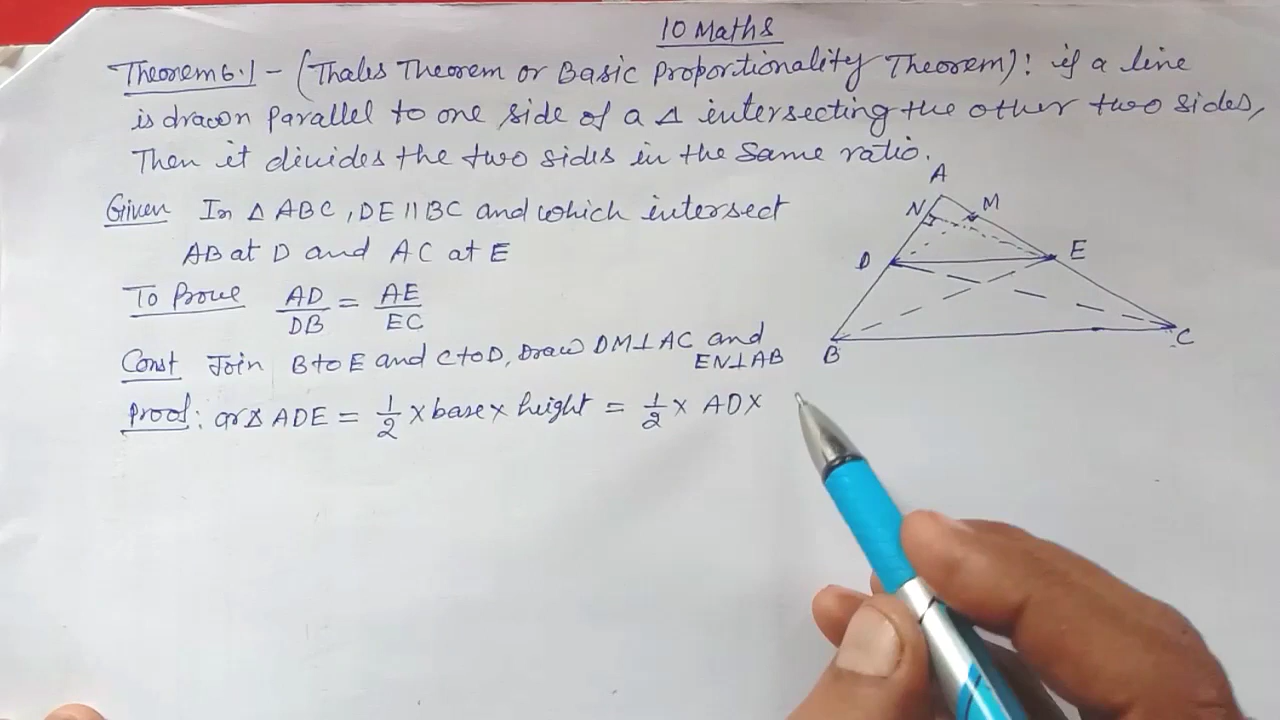 10 Maths
Theorem 6.1 - (Thales Theorem or Basic Proportionality Theorem): if a line
is drawn parallel to one side of a Δ intersecting the other two sides,
Then it divides the two sides in the same ratio.
Given In Δ ABC, DE || BC and which intersect
AB at D and AC at E
To Prove AD/DB = AE/EC
Const Join B to E and C to D, Draw DM⊥AC and
EN⊥AB
Proof: ar Δ ADE = 1/2 × base × height = 1/2 × AD ×
A
N M
D E
B C